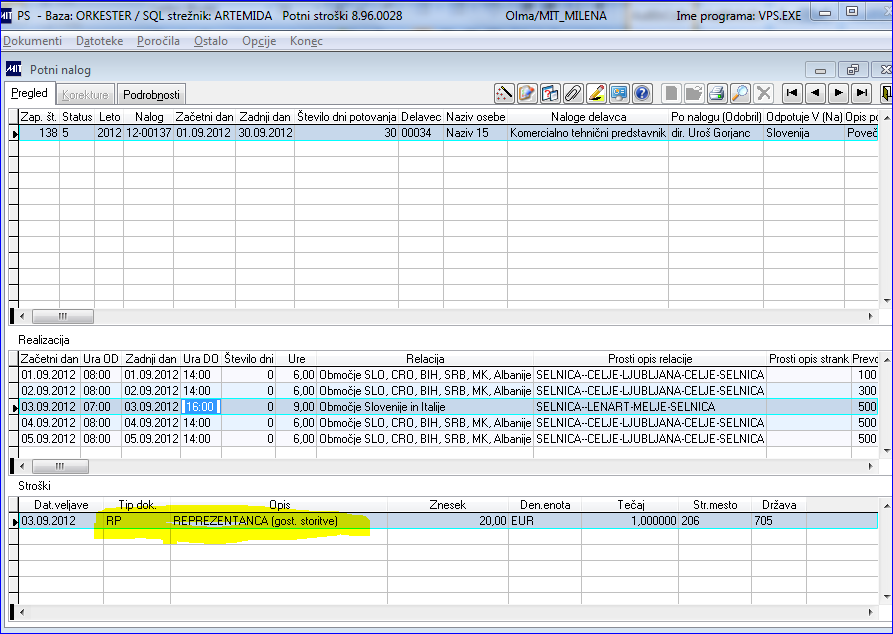 MIT PS - Baza: ORKESTER / SQL strežnik: ARTEMIDA Potni stroški 8.96.0028 Olma/MIT_MILENA Ime programa: VPS.EXE
Dokumenti Datoteke Poročila Ostalo Opcije Konec
MIT Potni nalog
Pregled Korekture Podrobnosti
Zap. št. Status Leto Nalog Začetni dan Zadnji dan Število dni potovanja Delavec Naziv osebe Naloge delavca Po nalogu (Odobril) Odpotuje V (Na) Opis po
138 5 2012 12-00137 01.09.2012 30.09.2012 30 00034 Naziv 15 Komercialno tehnični predstavnik dir. Uroš Gorjanc Slovenija Poveč
Realizacija
Začetni dan Ura OD Zadnji dan Ura DO Število dni Ure Relacija Prosti opis relacije Prosti opis strank Prevo
01.09.2012 08:00 01.09.2012 14:00 0 6,00 Območje SLO, CRO, BIH, SRB, MK, Albanije SELNICA--CELJE-LJUBLJANA-CELJE-SELNICA 100
02.09.2012 08:00 02.09.2012 14:00 0 6,00 Območje SLO, CRO, BIH, SRB, MK, Albanije SELNICA--CELJE-LJUBLJANA-CELJE-SELNICA 300
03.09.2012 07:00 03.09.2012 16:00 0 9,00 Območje Slovenije in Italije SELNICA--LENART-MELJE-SELNICA 500
04.09.2012 08:00 04.09.2012 14:00 0 6,00 Območje SLO, CRO, BIH, SRB, MK, Albanije SELNICA--CELJE-LJUBLJANA-CELJE-SELNICA 500
05.09.2012 08:00 05.09.2012 14:00 0 6,00 Območje SLO, CRO, BIH, SRB, MK, Albanije SELNICA--CELJE-LJUBLJANA-CELJE-SELNICA 500
Stroški
Dat.veljave Tip dok. Opis Znesek Den.enota Tečaj Str.mesto Država
03.09.2012 RP REPREZENTANCA (gost. storitve) 20,00 EUR 1,000000 206 705